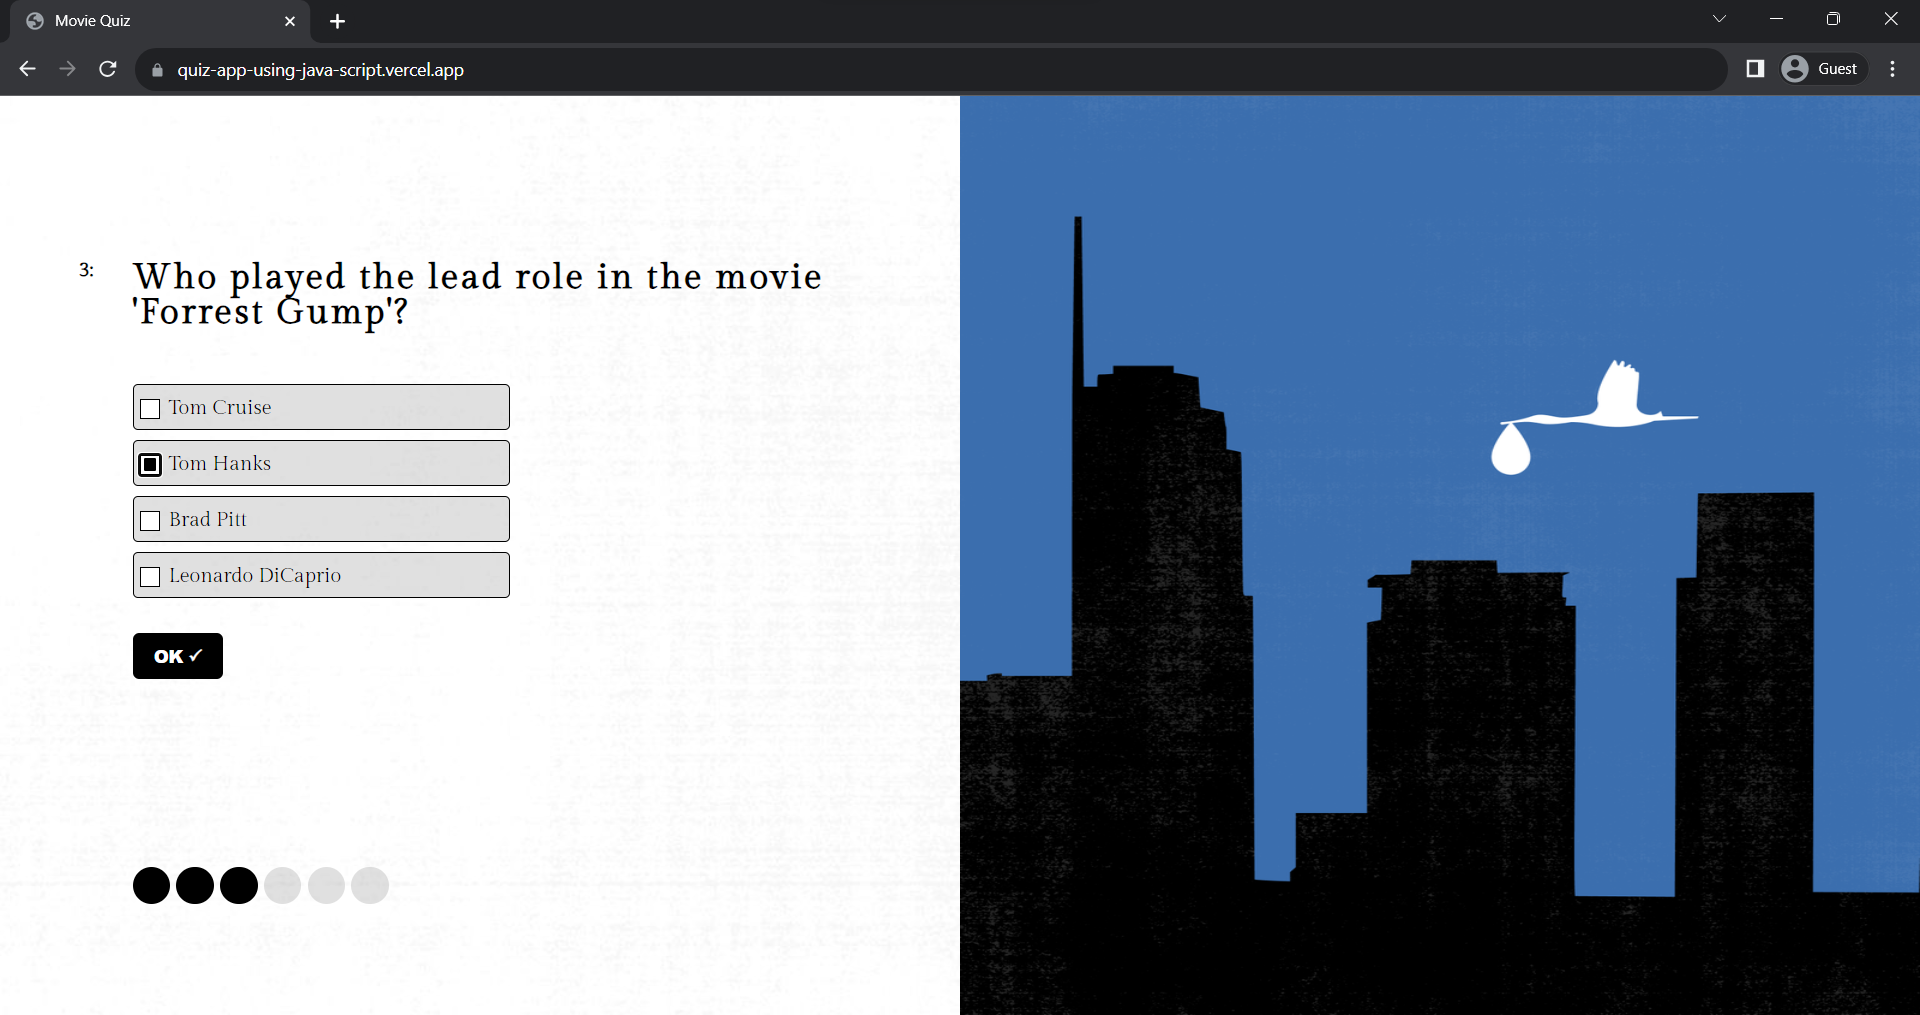 Movie Quiz
quiz-app-using-java-script.vercel.app
Guest
3:
Who played the lead role in the movie
'Forrest Gump'?
Tom Cruise
Tom Hanks
Brad Pitt
Leonardo DiCaprio
OK ✓